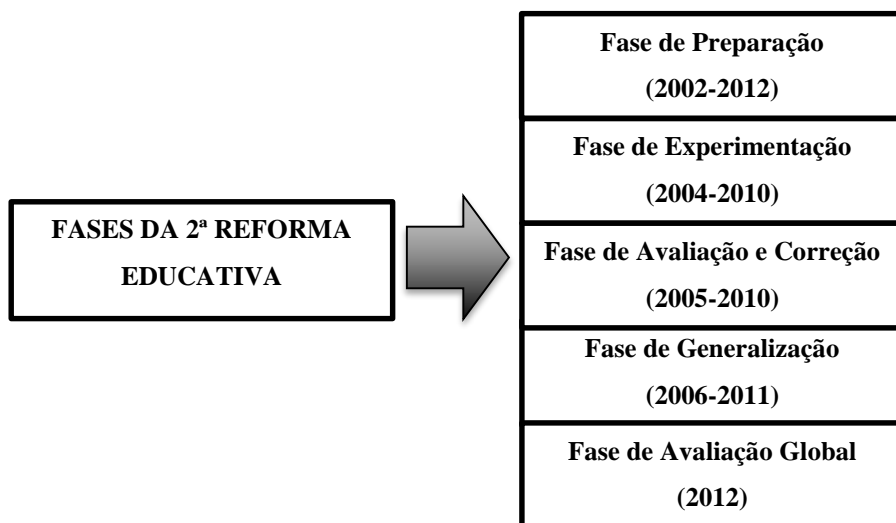 FASES DA 2ª REFORMA
EDUCATIVA
Fase de Preparação
(2002-2012)
Fase de Experimentação
(2004-2010)
Fase de Avaliação e Correção
(2005-2010)
Fase de Generalização
(2006-2011)
Fase de Avaliação Global
(2012)